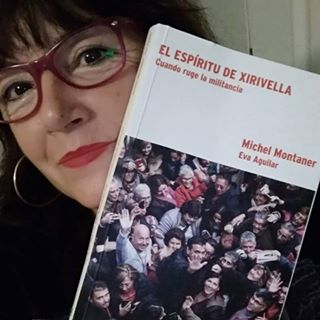 EL ESPÍRITU DE XIRIVELLA
Cuando ruge la militancia
Michel Montaner
Eva Aguilar